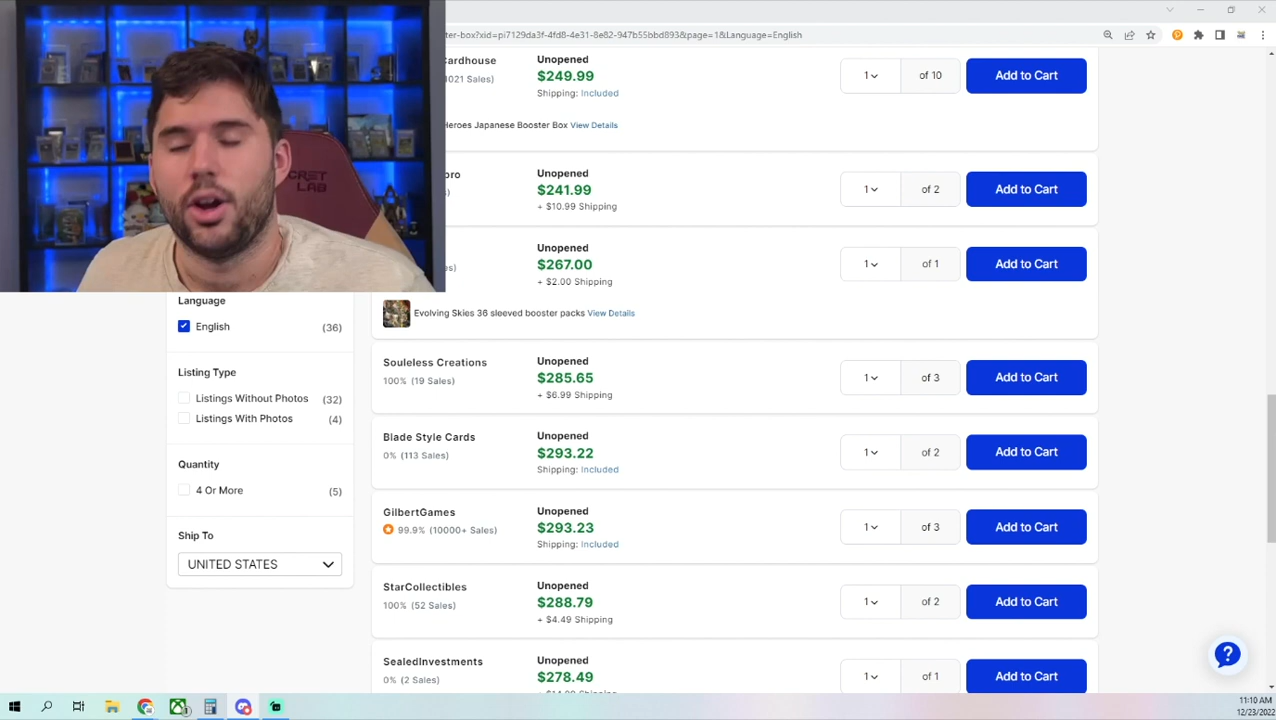 ter-box?xid=pi7129da3f-4fd8-4e31-8e82-947b55bbd893&page=1&Language=English
Cardhouse
1021 Sales)
Unopened
$249.99
Shipping: Included
1
of 10
Add to Cart
Heroes Japanese Booster Box View Details
Unopened
$241.99
+ $10.99 Shipping
1
of 2
Add to Cart
Unopened
$267.00
+ $2.00 Shipping
1
of 1
Add to Cart
Evolving Skies 36 sleeved booster packs View Details
SECRET
LAB
Language
English
(36)
Listing Type
Listings Without Photos
(32)
Listings With Photos
(4)
Quantity
4 Or More
(5)
Ship To
UNITED STATES
Souleless Creations
100% (19 Sales)
Unopened
$285.65
+ $6.99 Shipping
1
of 3
Add to Cart
Blade Style Cards
0% (113 Sales)
Unopened
$293.22
Shipping: Included
1
of 2
Add to Cart
GilbertGames
99.9% (10000+ Sales)
Unopened
$293.23
Shipping: Included
1
of 3
Add to Cart
StarCollectibles
100% (52 Sales)
Unopened
$288.79
+ $4.49 Shipping
1
of 2
Add to Cart
SealedInvestments
0% (2 Sales)
Unopened
$278.49
1
of 1
Add to Cart
?
11:10 AM
12/23/2022